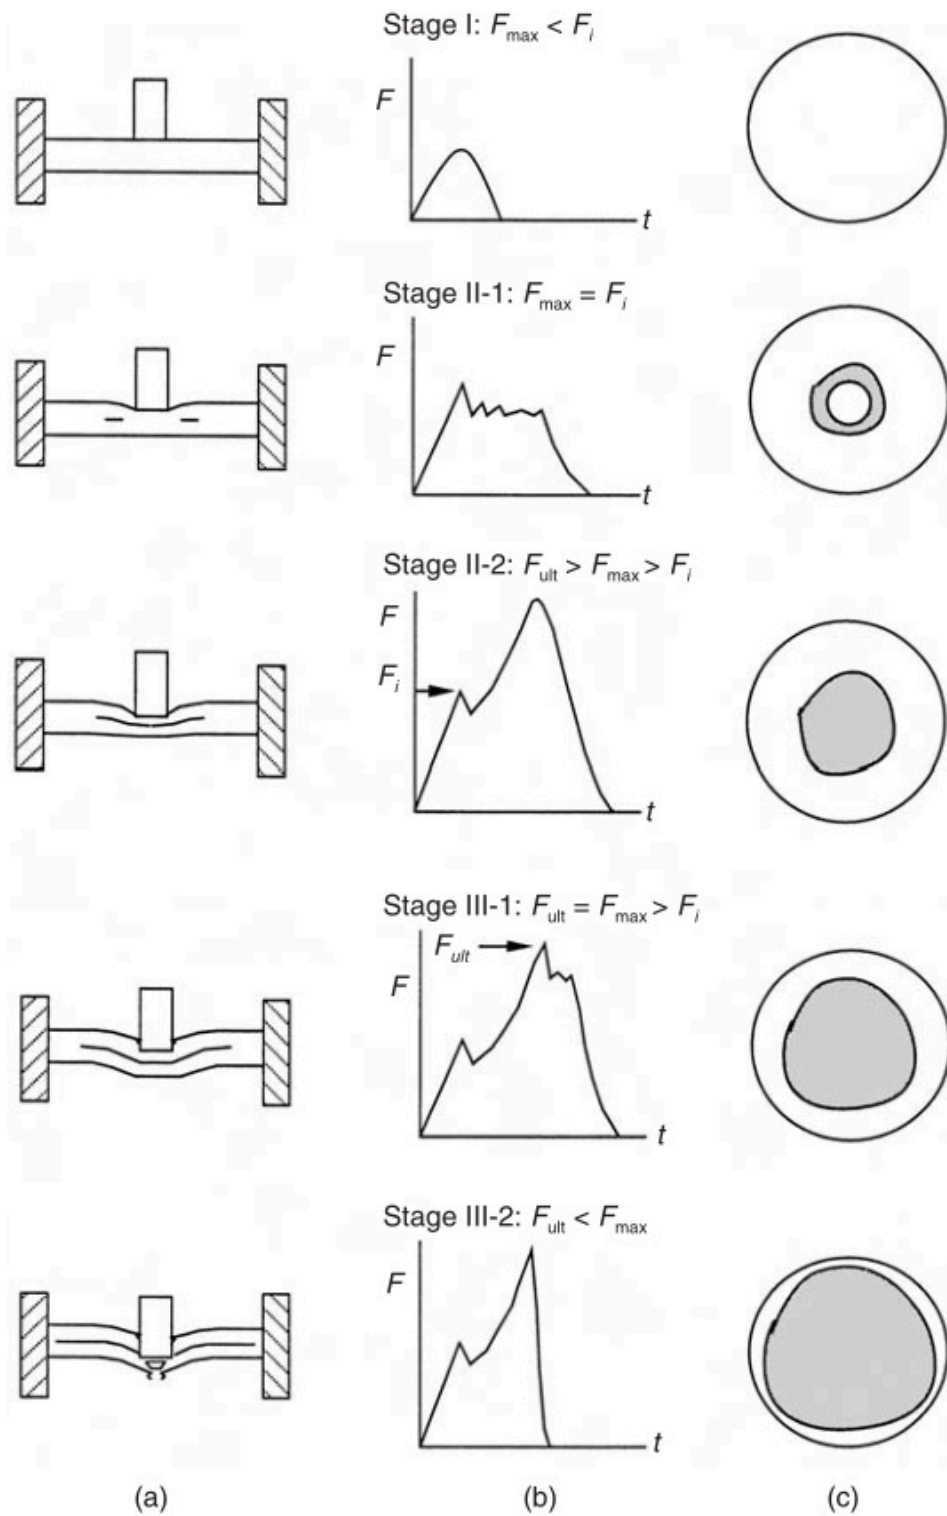 Stage I: F_max < F_i
F
t
Stage II-1: F_max = F_i
F
t
Stage II-2: F_ult > F_max > F_i
F
F_i
t
Stage III-1: F_ult = F_max > F_i
F_ult
F
t
Stage III-2: F_ult < F_max
F
t
(a) (b) (c)